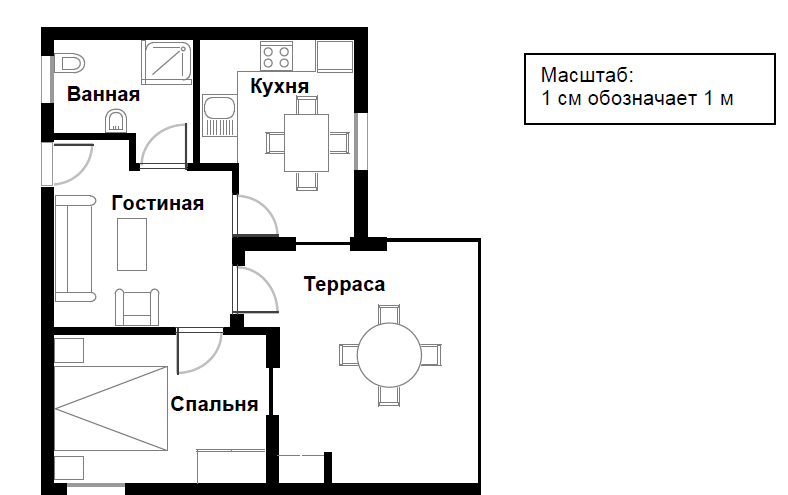 Масштаб:
1 см обозначает 1 м
Ванная
Кухня
Гостиная
Терраса
Спальня